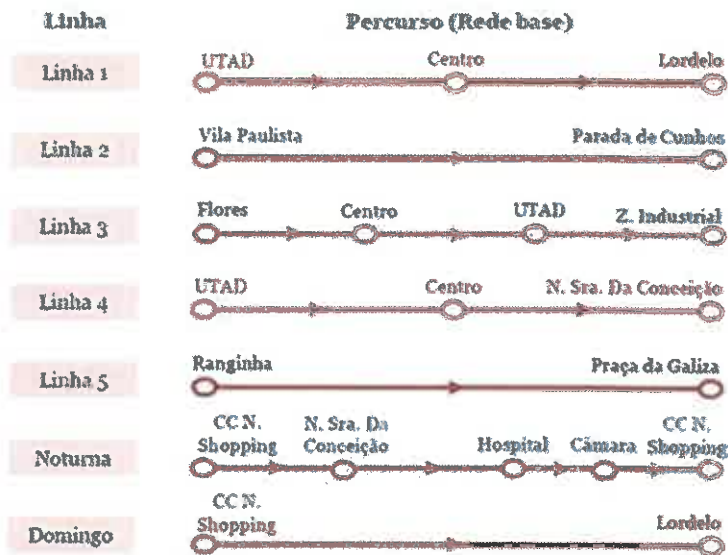 Linha Percurso (Rede base)
Linha 1 UTAD Centro Lordelo
Linha 2 Vila Paulista Parada de Cunhos
Linha 3 Flores Centro UTAD Z. Industrial
Linha 4 UTAD Centro N. Sra. Da Conceição
Linha 5 Ranginha Praça da Galiza
CC N. N. Sra. Da CC N.
Noturna Shopping Conceição Hospital Câmara Shopping
CC N.
Domingo Shopping Lordelo